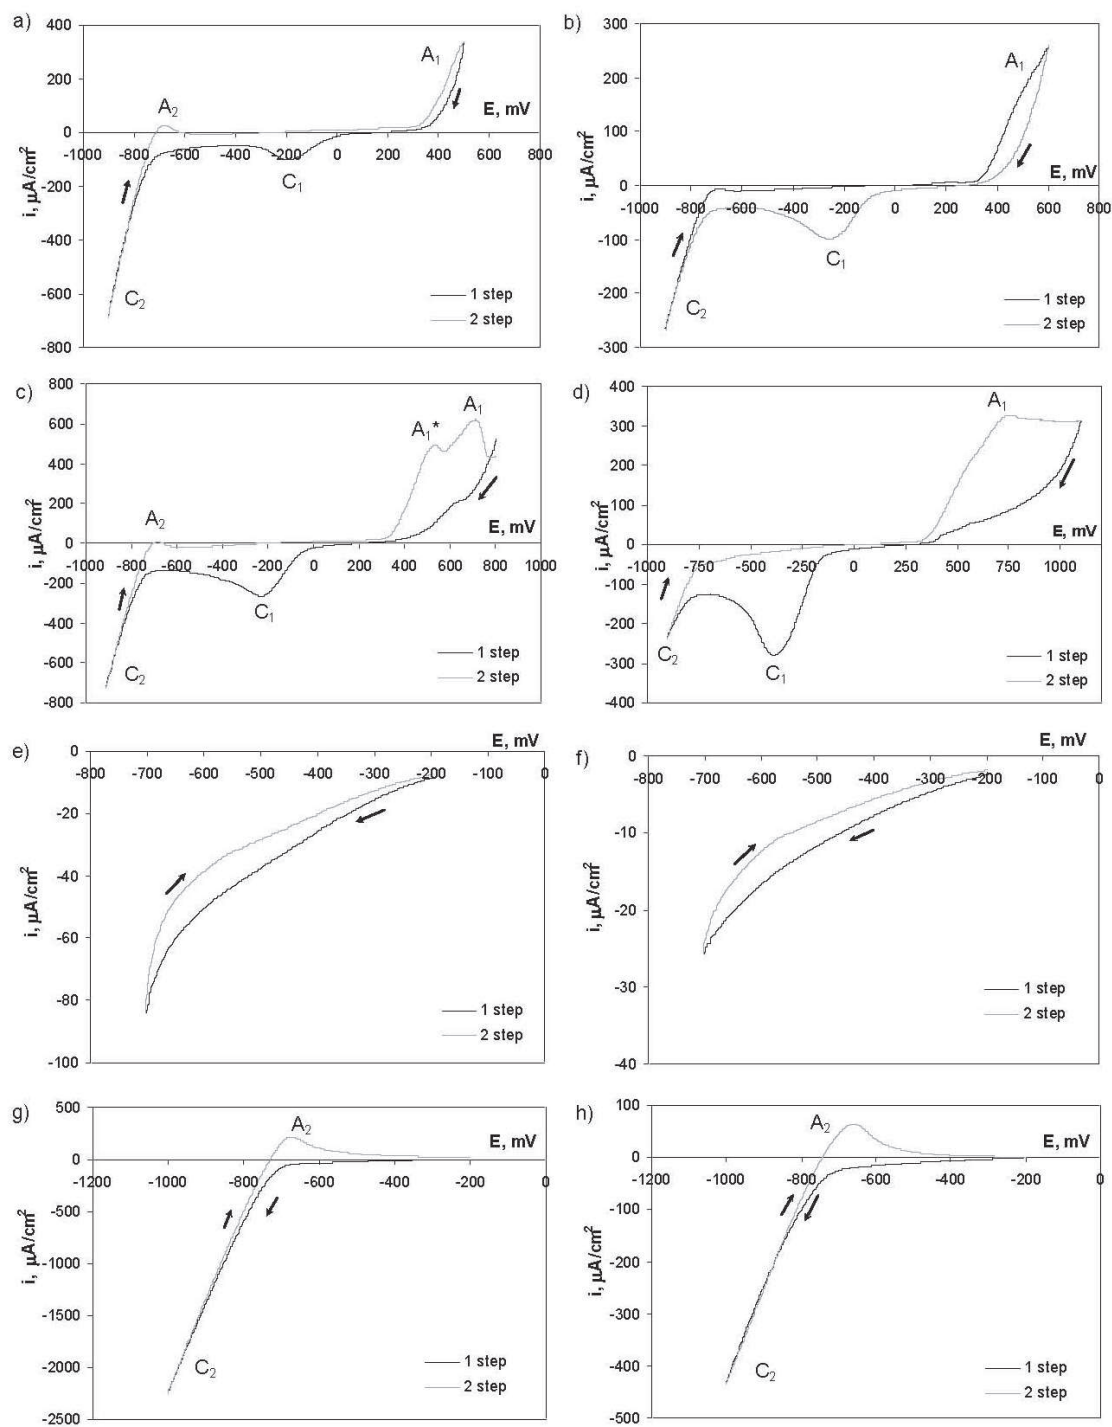 a)
400
200
0
-200
-400
-600
-800
-1000 -800 -600 -400 -200 0 200 400 600 800
i, µA/cm²
E, mV
A₁
A₂
C₁
C₂
1 step
2 step
b)
300
200
100
0
-100
-200
-300
-1000 -800 -600 -400 -200 0 200 400 600 800
i, µA/cm²
E, mV
A₁
C₁
C₂
1 step
2 step
c)
800
600
400
200
0
-200
-400
-600
-800
-1000 -800 -600 -400 -200 0 200 400 600 800 1000
i, µA/cm²
E, mV
A₁*
A₁
A₂
C₁
C₂
1 step
2 step
d)
400
300
200
100
0
-100
-200
-300
-400
-1000 -750 -500 -250 0 250 500 750 1000
i, µA/cm²
E, mV
A₁
C₁
C₂
1 step
2 step
e)
E, mV
0
-20
-40
-60
-80
-100
-800 -700 -600 -500 -400 -300 -200 -100 0
i, µA/cm²
1 step
2 step
f)
E, mV
0
-10
-20
-30
-40
-800 -700 -600 -500 -400 -300 -200 -100 0
i, µA/cm²
1 step
2 step
g)
500
0
-500
-1000
-1500
-2000
-2500
-1200 -1000 -800 -600 -400 -200 0
i, µA/cm²
E, mV
A₂
C₂
1 step
2 step
h)
100
0
-100
-200
-300
-400
-500
-1200 -1000 -800 -600 -400 -200 0
i, µA/cm²
E, mV
A₂
C₂
1 step
2 step